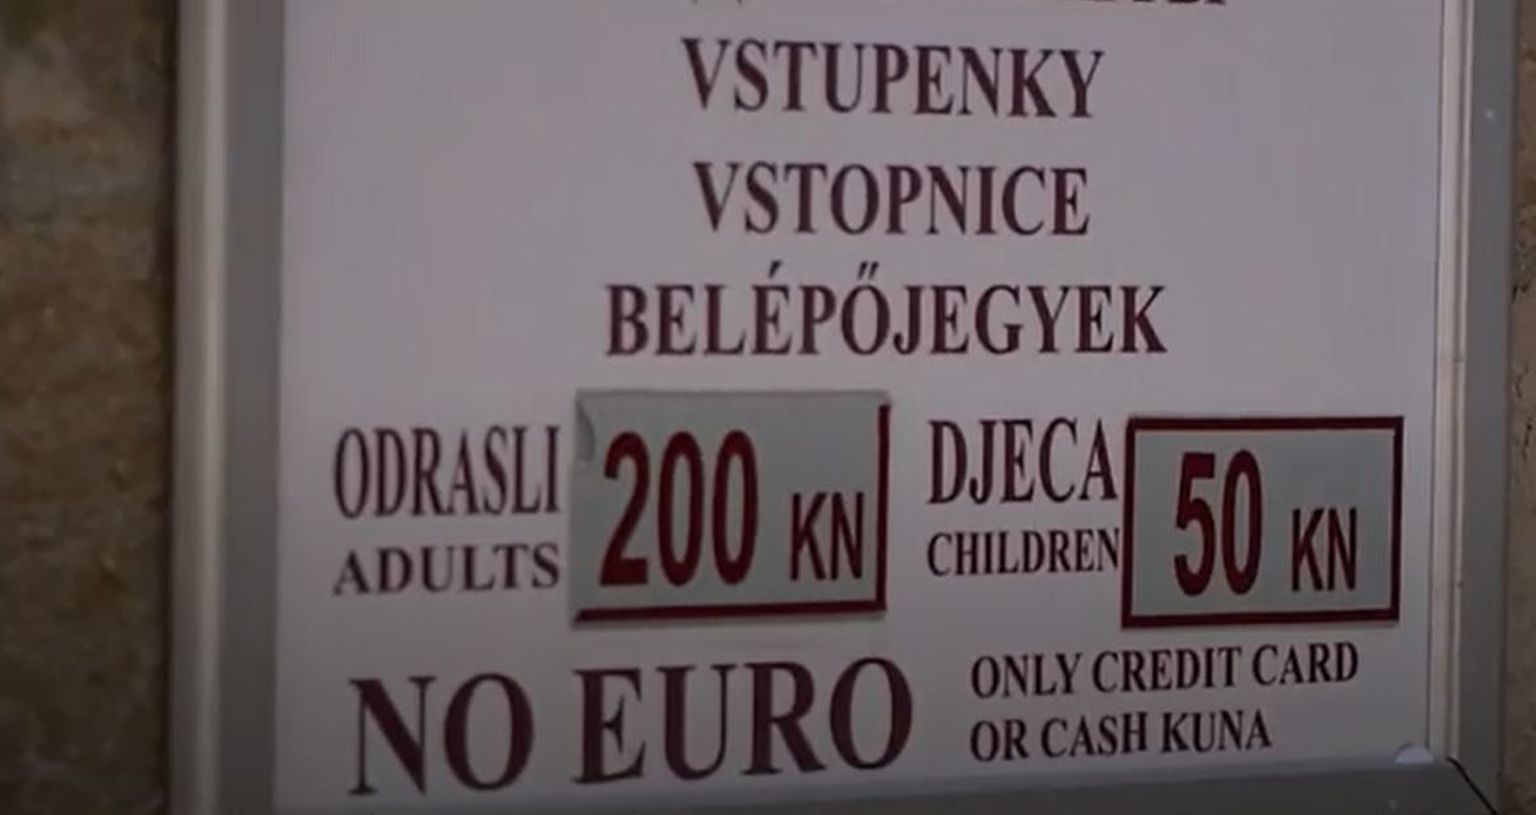 VSTUPENKY
VSTOPNICE
BELÉPŐJEGYEK
ODRASLI 200 KN DJECA 50 KN
ADULTS CHILDREN
NO EURO ONLY CREDIT CARD
OR CASH KUNA